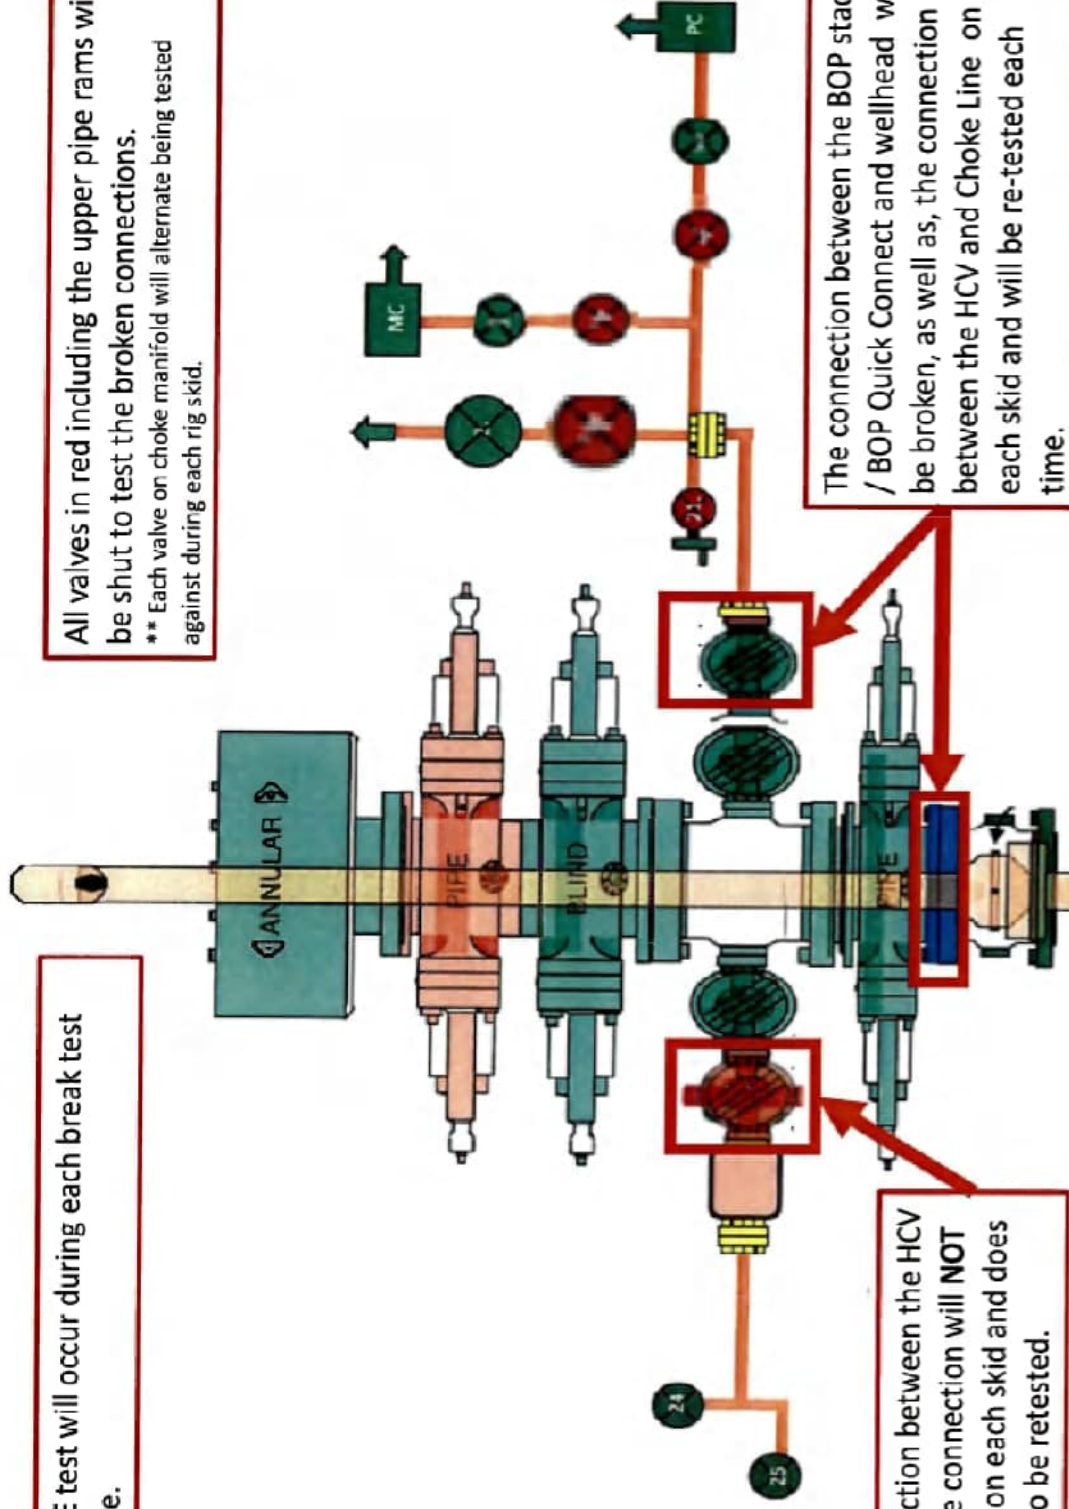 E test will occur during each break test
e.
All valves in red including the upper pipe rams wi
be shut to test the broken connections.
** Each valve on choke manifold will alternate being tested
against during each rig skid.
ANNULAR
PIPE
BLIND
PIPE
MC
PC
24
25
The connection between the BOP stac
/ BOP Quick Connect and wellhead w
be broken, as well as, the connection
between the HCV and Choke Line on
each skid and will be re-tested each
time.
ction between the HCV
e connection will NOT
on each skid and does
o be retested.